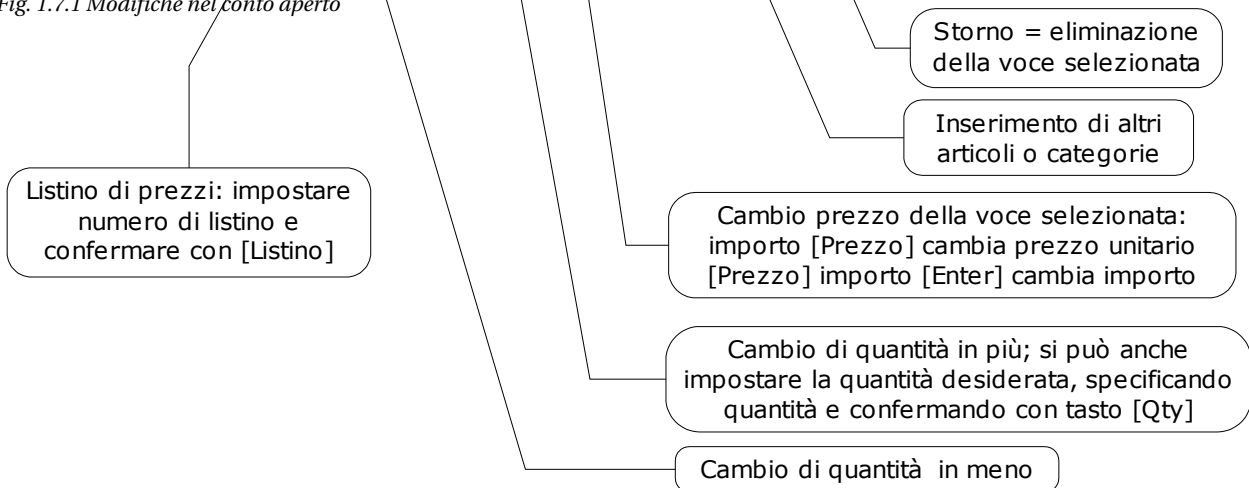 Fig. 1.7.1 Modifiche nel conto aperto
Storno = eliminazione
della voce selezionata
Inserimento di altri
articoli o categorie
Listino di prezzi: impostare
numero di listino e
confermare con [Listino]
Cambio prezzo della voce selezionata:
importo [Prezzo] cambia prezzo unitario
[Prezzo] importo [Enter] cambia importo
Cambio di quantità in più; si può anche
impostare la quantità desiderata, specificando
quantità e confermando con tasto [Qty]
Cambio di quantità  in meno